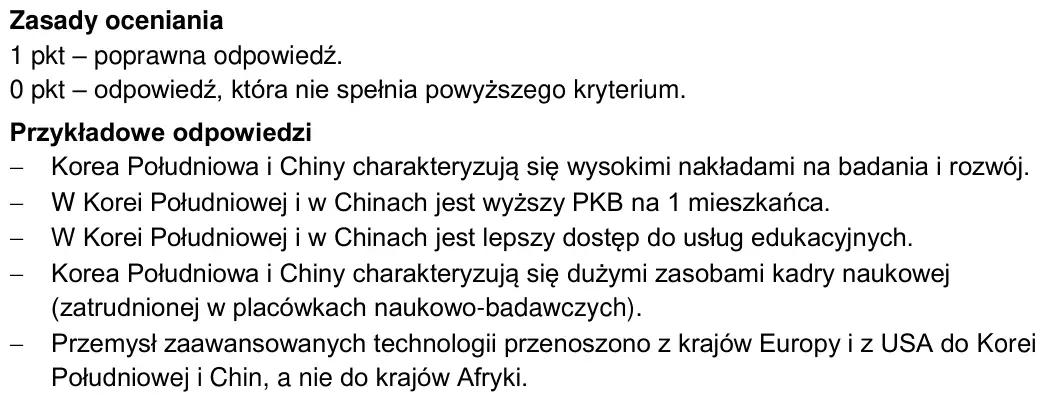 Zasady oceniania
1 pkt – poprawna odpowiedź.
0 pkt – odpowiedź, która nie spełnia powyższego kryterium.
Przykładowe odpowiedzi
– Korea Południowa i Chiny charakteryzują się wysokimi nakładami na badania i rozwój.
– W Korei Południowej i w Chinach jest wyższy PKB na 1 mieszkańca.
– W Korei Południowej i w Chinach jest lepszy dostęp do usług edukacyjnych.
– Korea Południowa i Chiny charakteryzują się dużymi zasobami kadry naukowej
(zatrudnionej w placówkach naukowo-badawczych).
– Przemysł zaawansowanych technologii przenoszono z krajów Europy i z USA do Korei
Południowej i Chin, a nie do krajów Afryki.